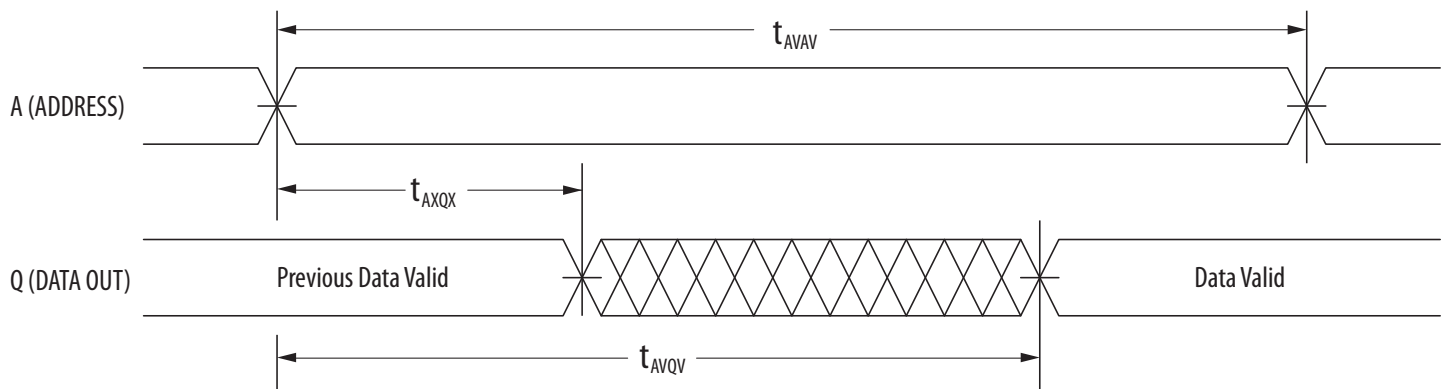 tAVAV
A (ADDRESS)
tAXQX
Q (DATA OUT)
Previous Data Valid
Data Valid
tAVQV